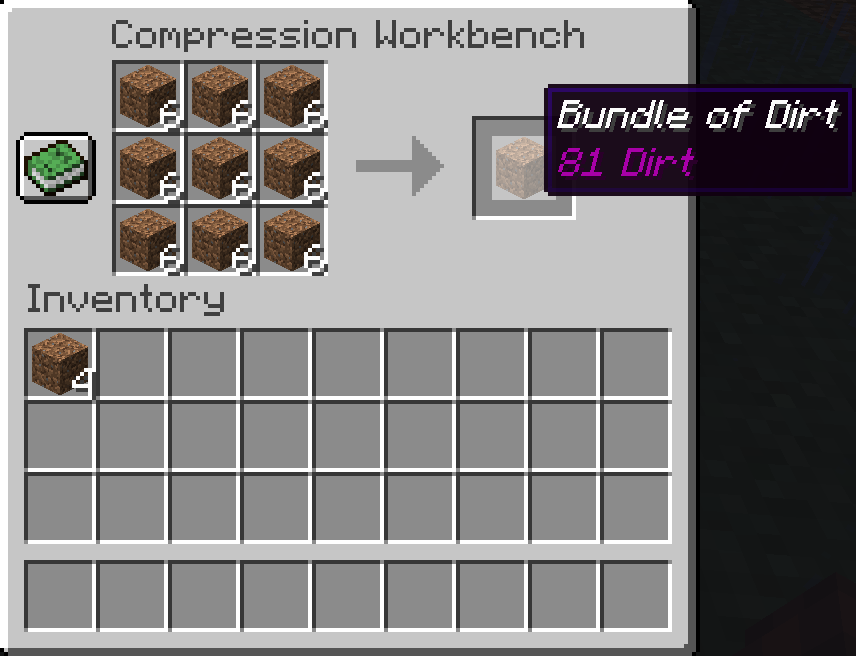 Compression Workbench
6 6 6
Bundle of Dirt
81 Dirt
6 6 6
6 6 6
Inventory
4